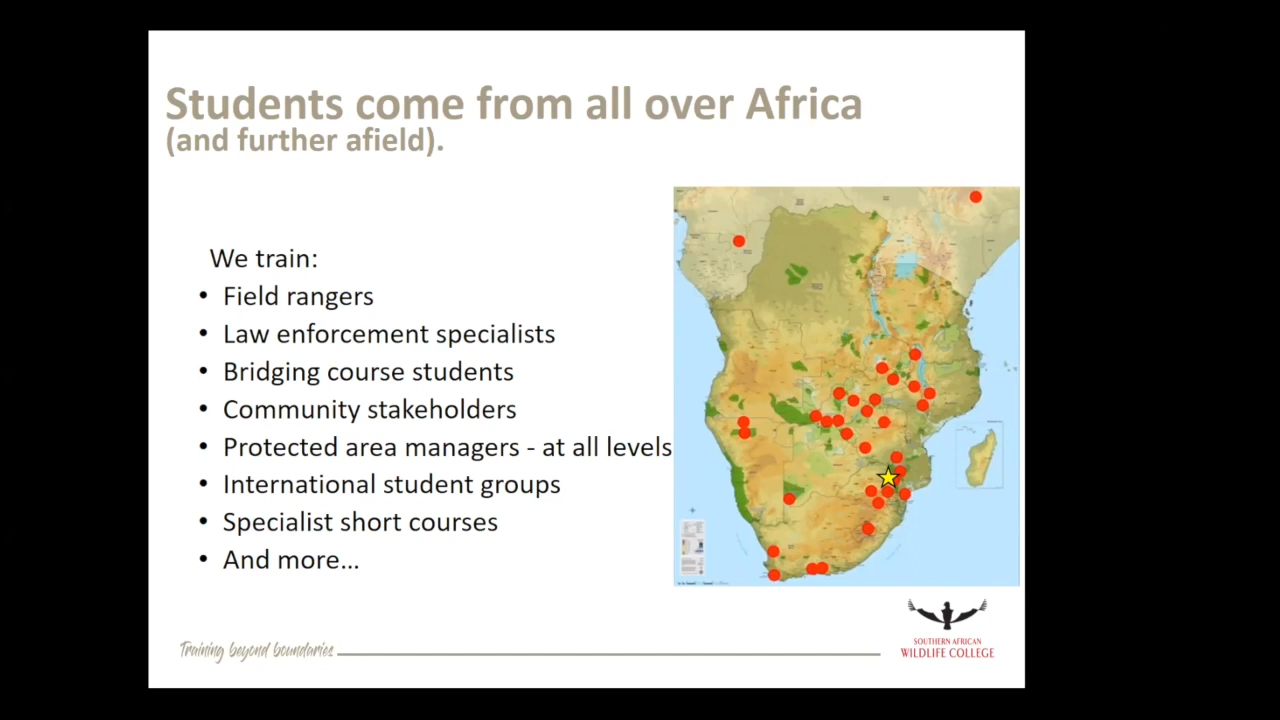 Students come from all over Africa
(and further afield).
We train:
• Field rangers
• Law enforcement specialists
• Bridging course students
• Community stakeholders
• Protected area managers - at all levels
• International student groups
• Specialist short courses
• And more…
Training beyond boundaries
SOUTHERN AFRICAN
WILDLIFE COLLEGE